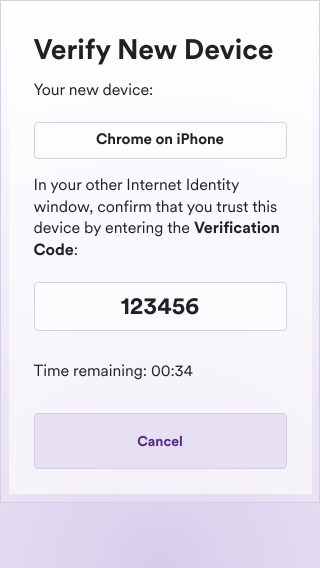 Verify New Device
Your new device:
Chrome on iPhone
In your other Internet Identity
window, confirm that you trust this
device by entering the Verification
Code:
123456
Time remaining: 00:34
Cancel